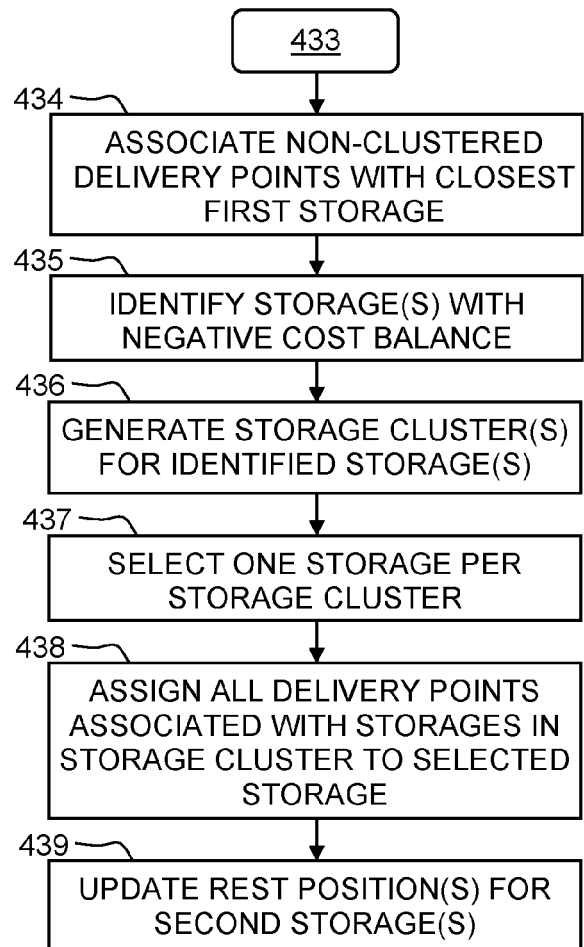 433
434
ASSOCIATE NON-CLUSTERED
DELIVERY POINTS WITH CLOSEST
FIRST STORAGE
435
IDENTIFY STORAGE(S) WITH
NEGATIVE COST BALANCE
436
GENERATE STORAGE CLUSTER(S)
FOR IDENTIFIED STORAGE(S)
437
SELECT ONE STORAGE PER
STORAGE CLUSTER
438
ASSIGN ALL DELIVERY POINTS
ASSOCIATED WITH STORAGES IN
STORAGE CLUSTER TO SELECTED
STORAGE
439
UPDATE REST POSITION(S) FOR
SECOND STORAGE(S)